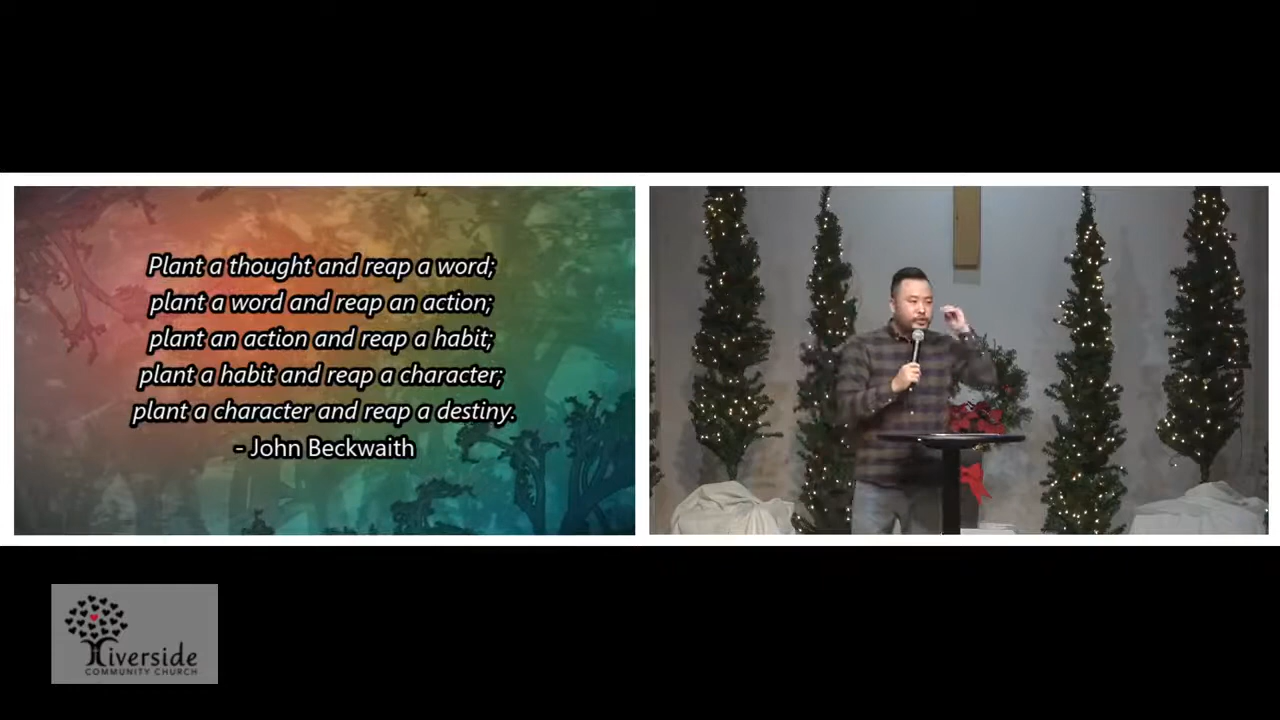 Plant a thought and reap a word;
plant a word and reap an action;
plant an action and reap a habit;
plant a habit and reap a character;
plant a character and reap a destiny.
- John Beckwaith
Riverside
COMMUNITY CHURCH